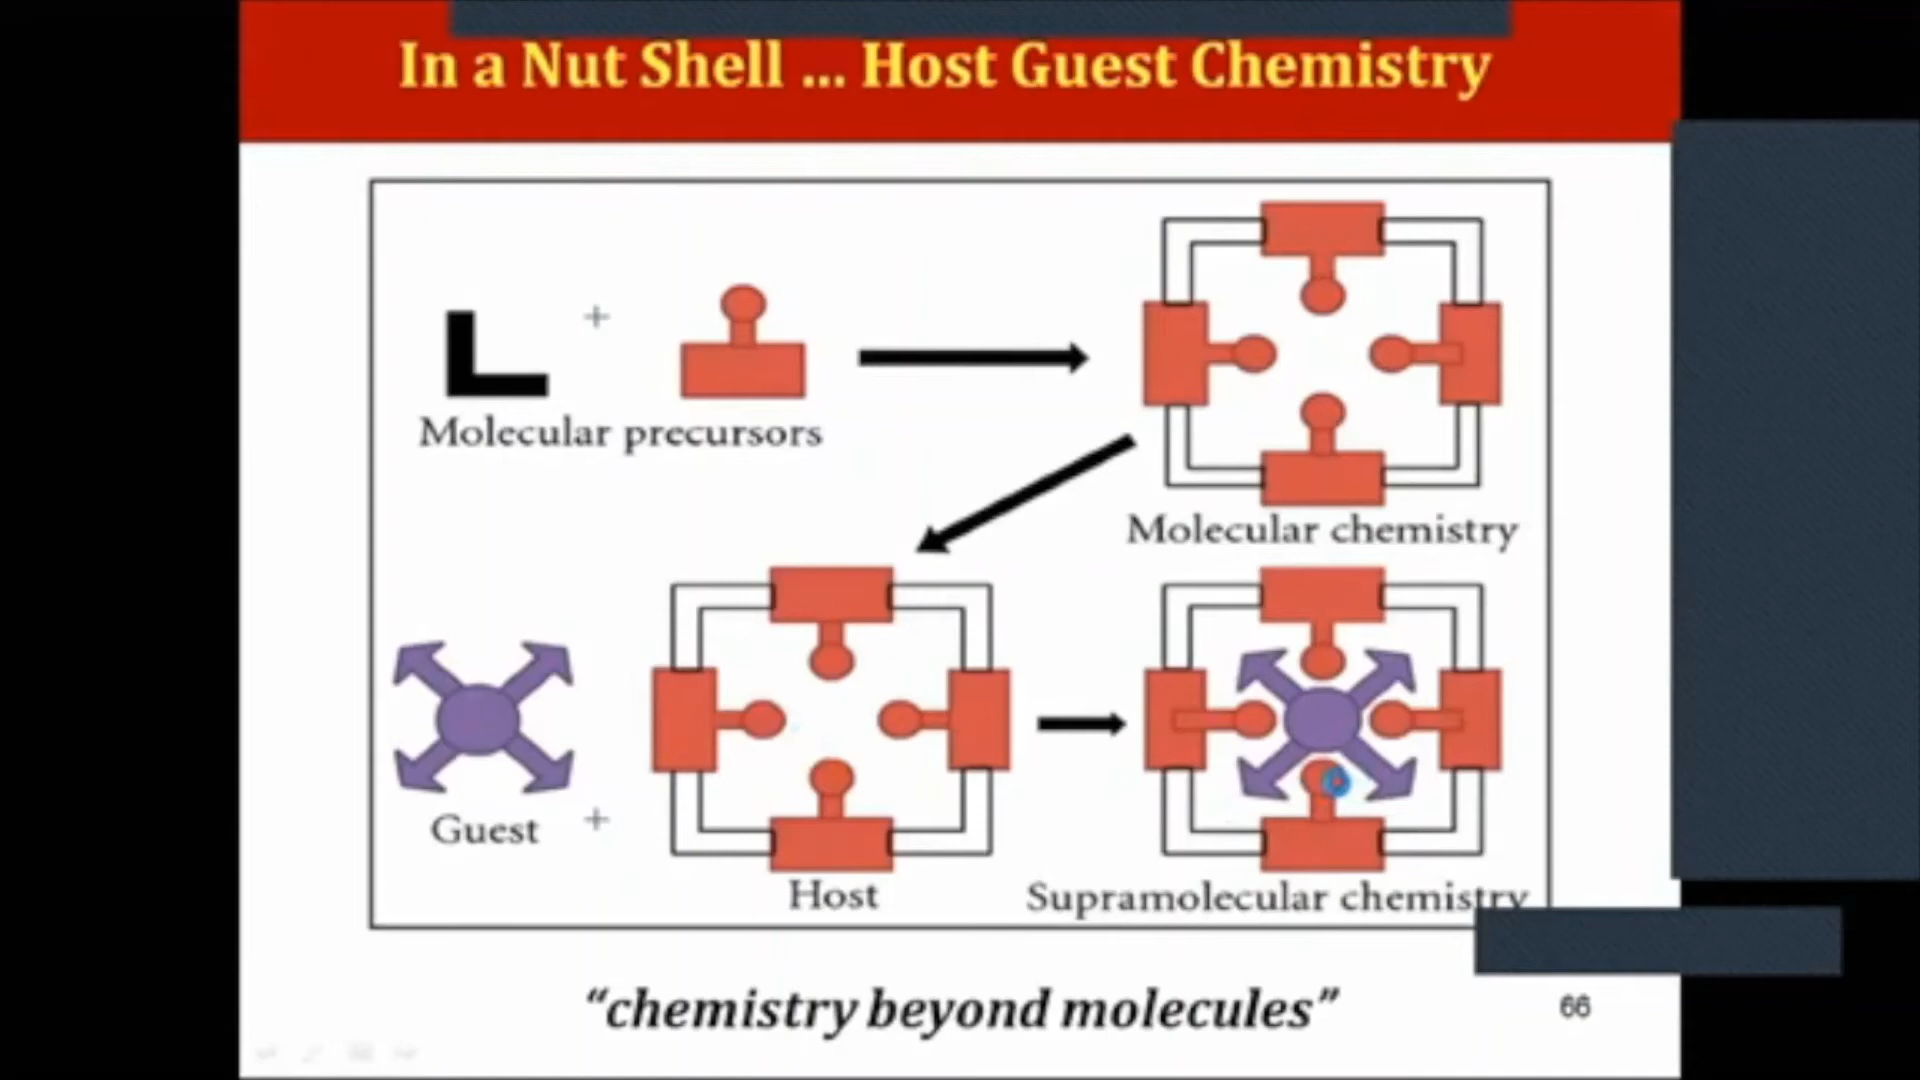 In a Nut Shell ... Host Guest Chemistry
+
Molecular precursors
Molecular chemistry
Guest
+
Host
Supramolecular chemistry
“chemistry beyond molecules”
66